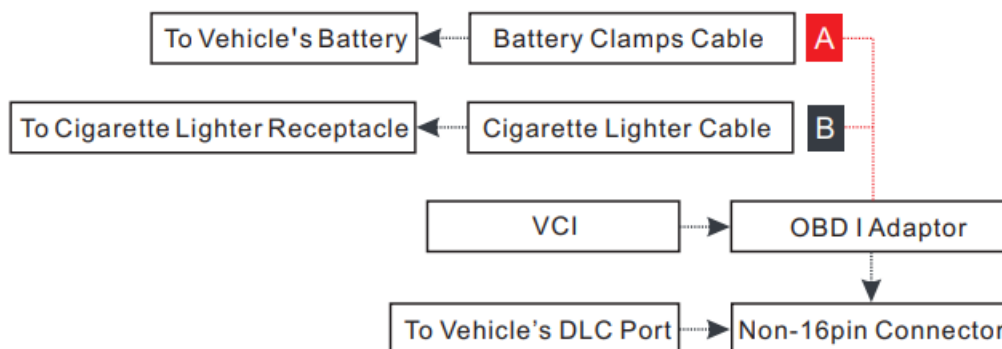 To Vehicle's Battery Battery Clamps Cable A
To Cigarette Lighter Receptacle Cigarette Lighter Cable B
VCI OBD I Adaptor
To Vehicle’s DLC Port Non-16pin Connector